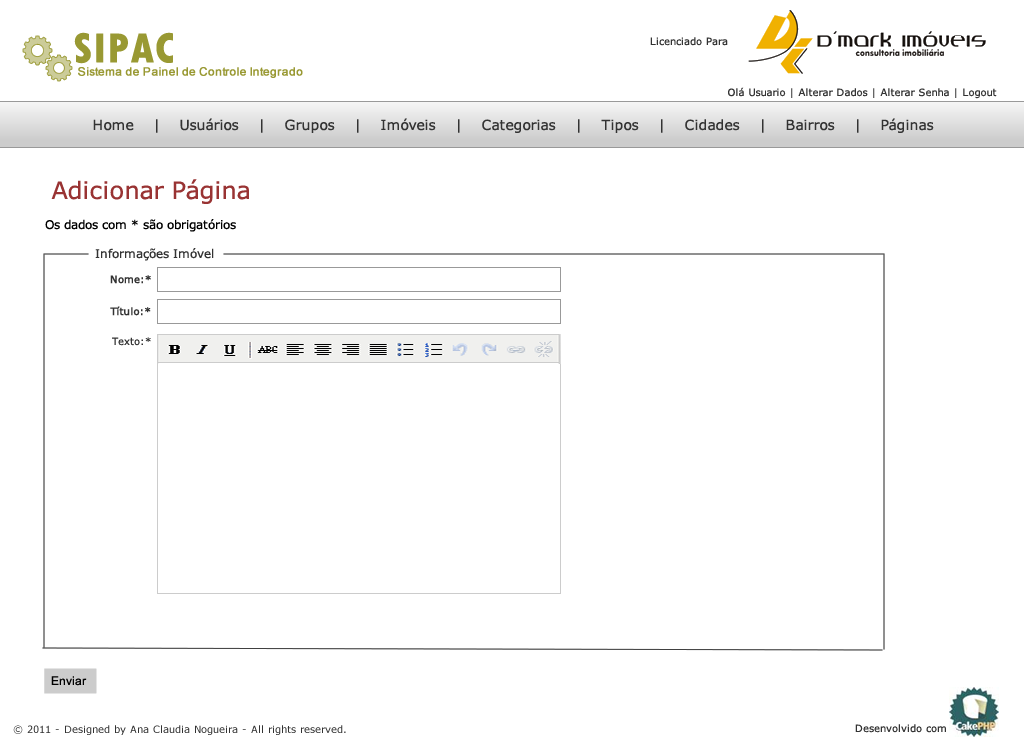 SIPAC
Sistema de Painel de Controle Integrado
Licenciado Para
D'mark imóveis
consultoria imobiliária
Olá Usuario | Alterar Dados | Alterar Senha | Logout
Home | Usuários | Grupos | Imóveis | Categorias | Tipos | Cidades | Bairros | Páginas
Adicionar Página
Os dados com * são obrigatórios
Informações Imóvel
Nome:*
Título:*
Texto:*
B I U ABC
Enviar
© 2011 - Designed by Ana Claudia Nogueira - All rights reserved.
Desenvolvido com
CakePHP